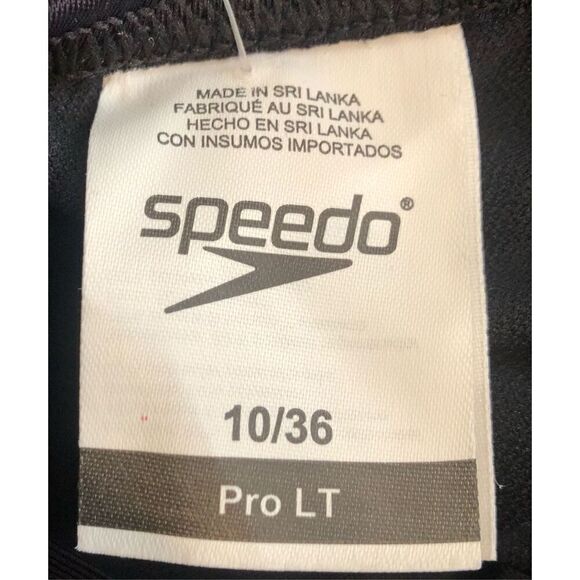 MADE IN SRI LANKA
FABRIQUÉ AU SRI LANKA
HECHO EN SRI LANKA
CON INSUMOS IMPORTADOS
speedo®
10/36
Pro LT